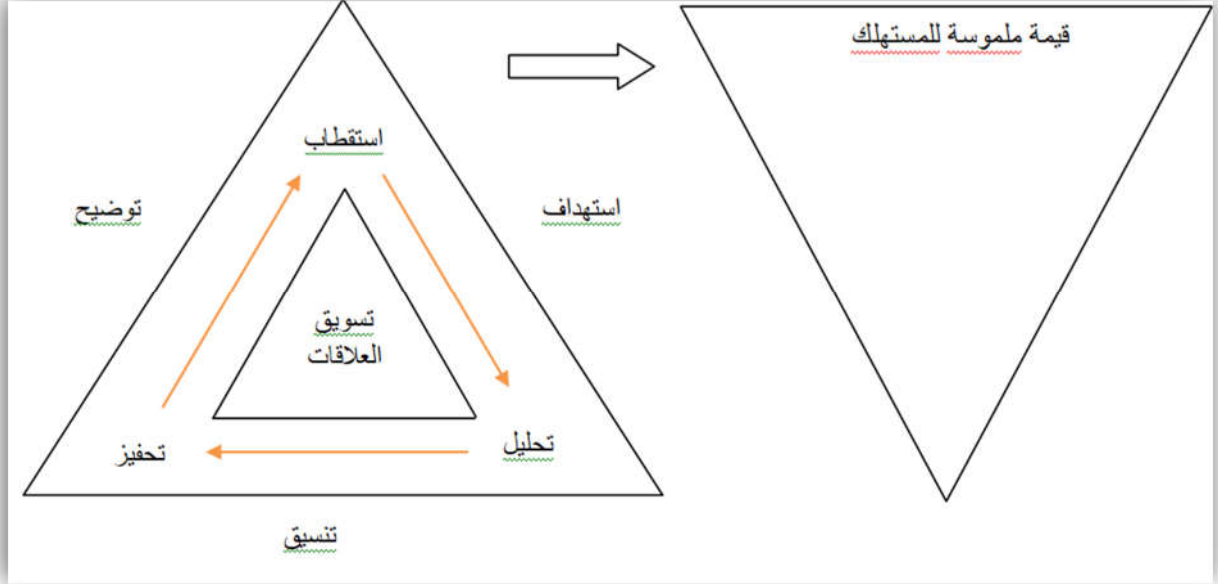 قيمة ملموسة للمستهلك
استقطاب
استهداف
توضيح
تسويق
العلاقات
تحليل
تحفيز
تنسيق